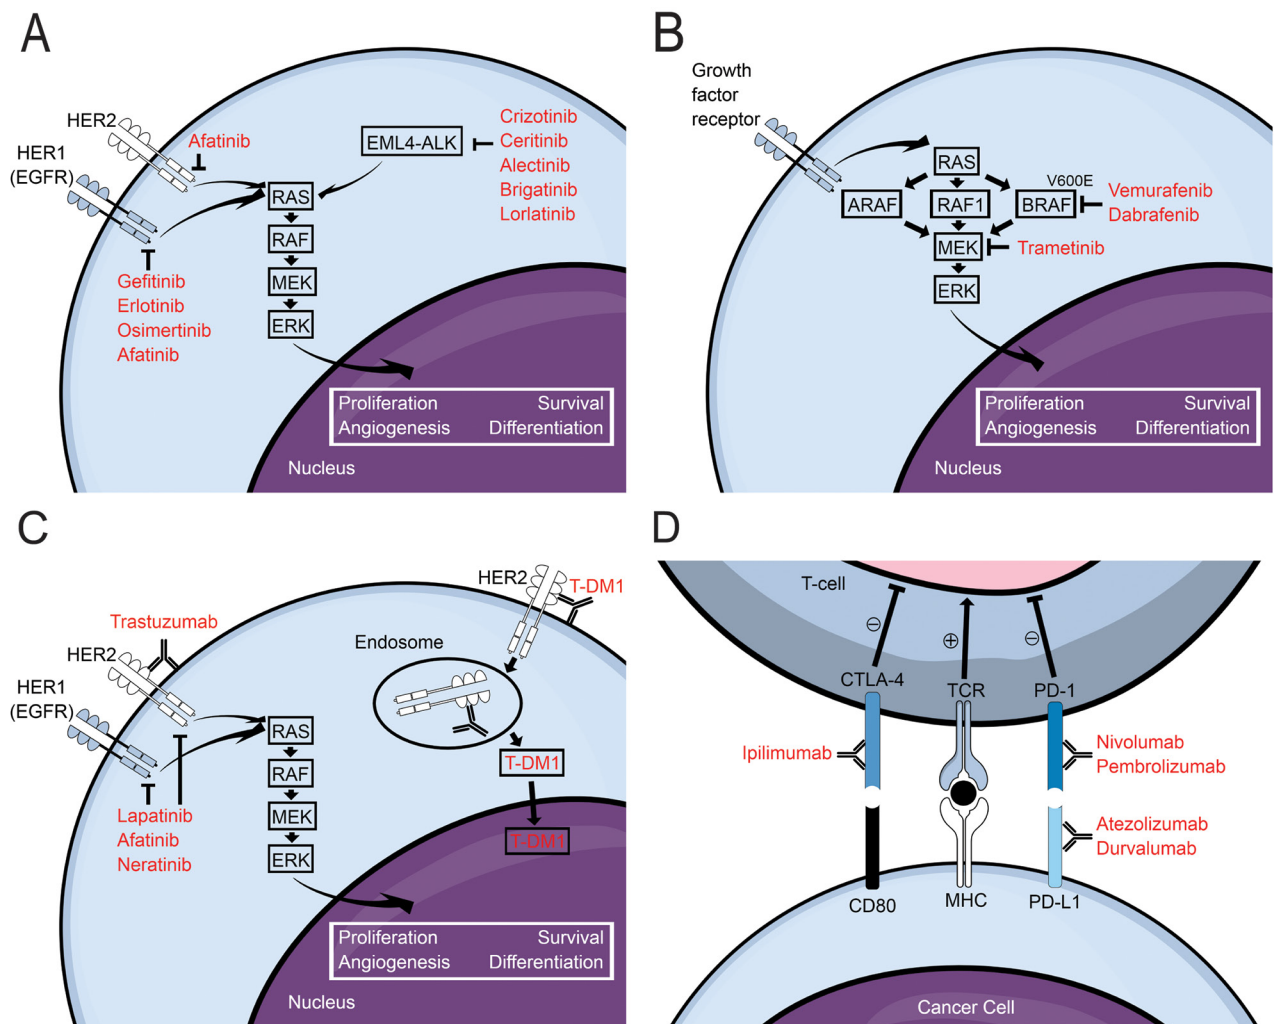 A
HER2
Afatinib
HER1
(EGFR)
EML4-ALK
Crizotinib
Ceritinib
Alectinib
Brigatinib
Lorlatinib
RAS
RAF
MEK
ERK
Gefitinib
Erlotinib
Osimertinib
Afatinib
Proliferation Survival
Angiogenesis Differentiation
Nucleus
B
Growth
factor
receptor
RAS
V600E
ARAF RAF1 BRAF
Vemurafenib
Dabrafenib
MEK
Trametinib
ERK
Proliferation Survival
Angiogenesis Differentiation
Nucleus
C
HER2
T-DM1
Trastuzumab
Endosome
HER2
HER1
(EGFR)
RAS
RAF
MEK
ERK
T-DM1
T-DM1
Lapatinib
Afatinib
Neratinib
Proliferation Survival
Angiogenesis Differentiation
Nucleus
D
T-cell
⊖ ⊕ ⊖
CTLA-4 TCR PD-1
Ipilimumab
Nivolumab
Pembrolizumab
Atezolizumab
Durvalumab
CD80 MHC PD-L1
Cancer Cell